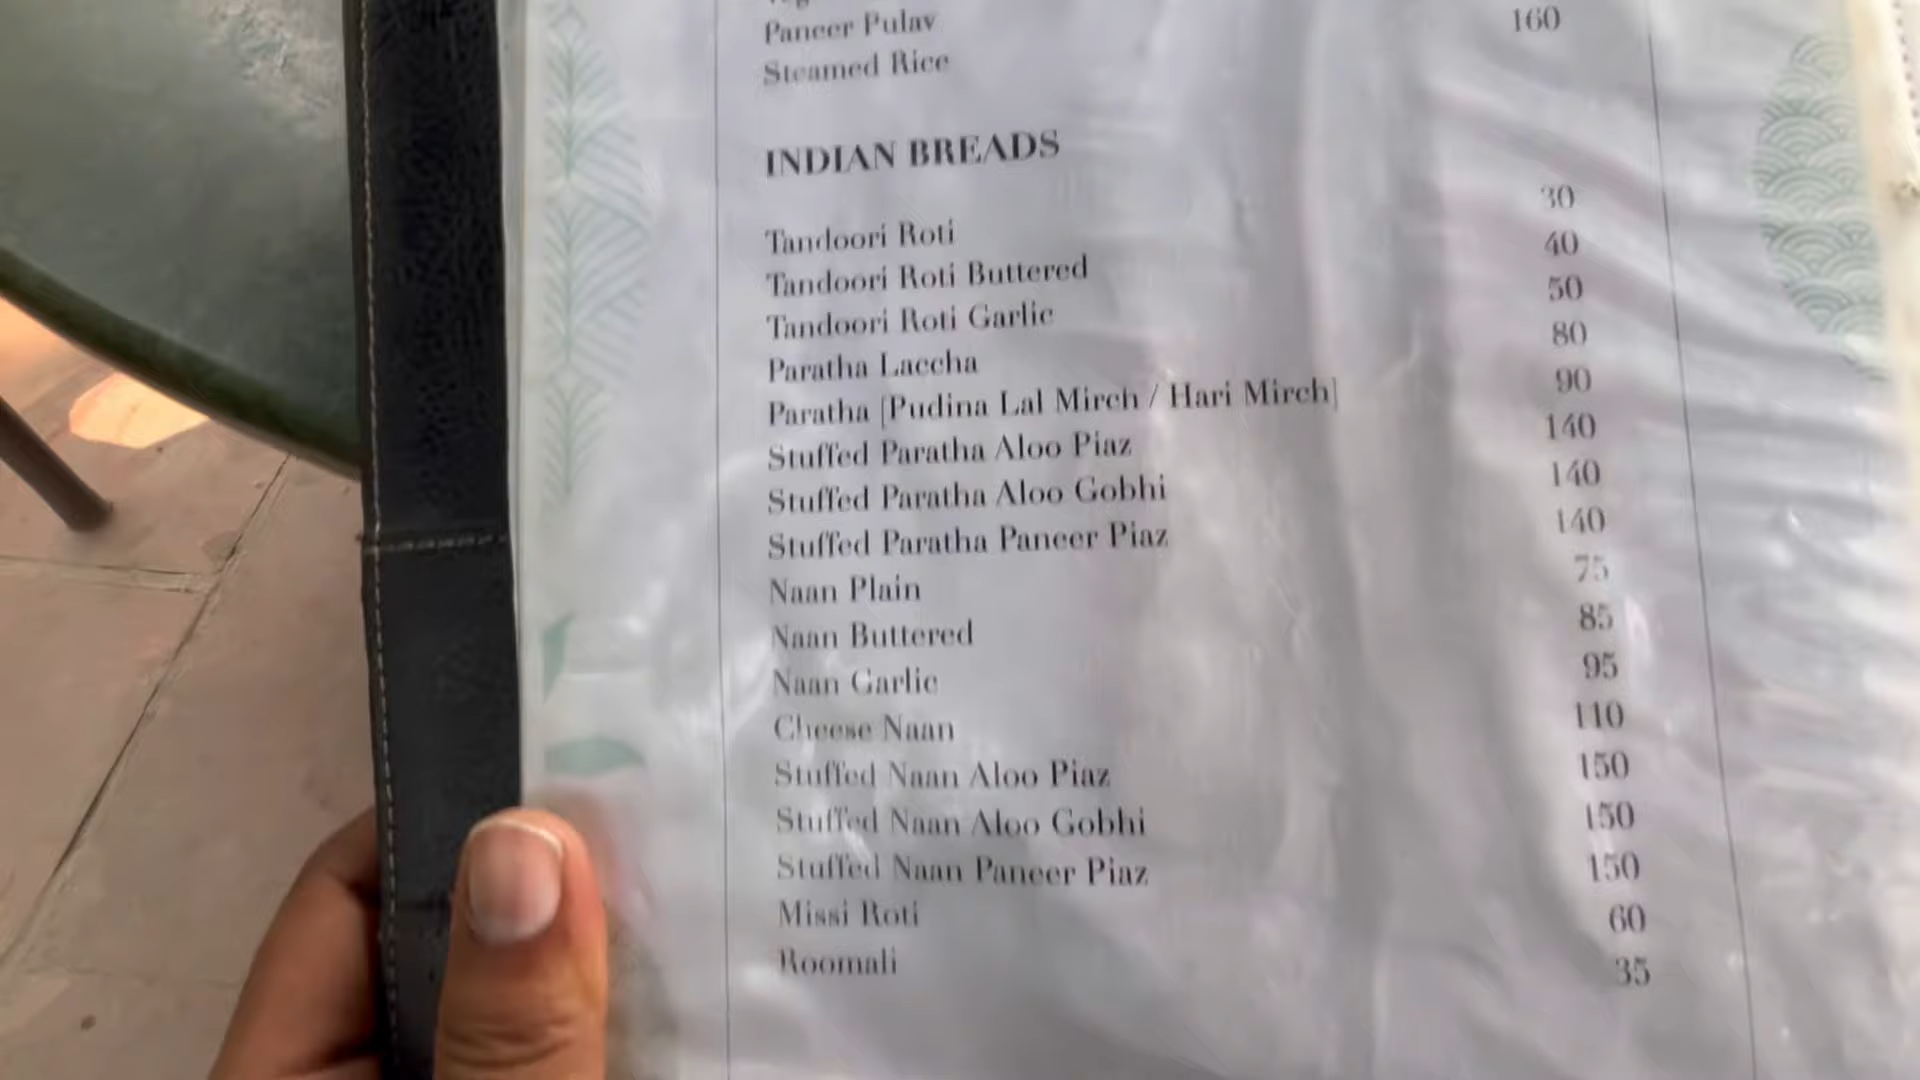 Paneer Pulav
Steamed Rice 160
INDIAN BREADS
Tandoori Roti 30
Tandoori Roti Buttered 40
Tandoori Roti Garlic 50
Paratha Laccha 80
Paratha [Pudina Lal Mirch / Hari Mirch] 90
Stuffed Paratha Aloo Piaz 140
Stuffed Paratha Aloo Gobhi 140
Stuffed Paratha Paneer Piaz 140
Naan Plain 75
Naan Buttered 85
Naan Garlic 95
Cheese Naan 110
Stuffed Naan Aloo Piaz 150
Stuffed Naan Aloo Gobhi 150
Stuffed Naan Paneer Piaz 150
Missi Roti 60
Roomali 35